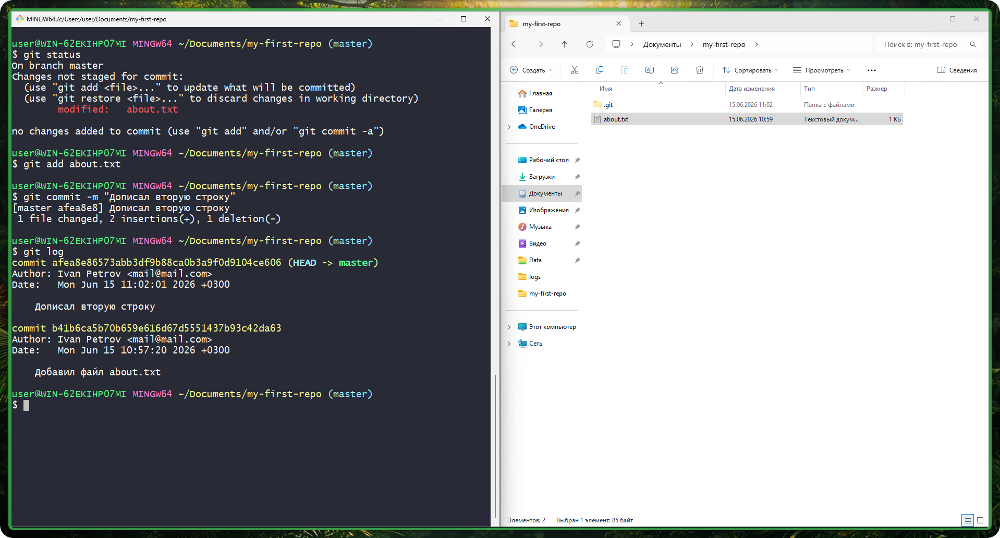 MINGW64:/c/Users/user/Documents/my-first-repo
user@WIN-62EKIHP07MI MINGW64 ~/Documents/my-first-repo (master)
$ git status
On branch master
Changes not staged for commit:
  (use "git add <file>..." to update what will be committed)
  (use "git restore <file>..." to discard changes in working directory)
        modified:   about.txt
no changes added to commit (use "git add" and/or "git commit -a")
user@WIN-62EKIHP07MI MINGW64 ~/Documents/my-first-repo (master)
$ git add about.txt
user@WIN-62EKIHP07MI MINGW64 ~/Documents/my-first-repo (master)
$ git commit -m "Дописал вторую строку"
[master afea8e8] Дописал вторую строку
 1 file changed, 2 insertions(+), 1 deletion(-)
user@WIN-62EKIHP07MI MINGW64 ~/Documents/my-first-repo (master)
$ git log
commit afea8e86573abb3df9b88ca0b3a9f0d9104ce606 (HEAD -> master)
Author: Ivan Petrov <mail@mail.com>
Date:   Mon Jun 15 11:02:01 2026 +0300
    Дописал вторую строку
commit b41b6ca5b70b659e616d67d5551437b93c42da63
Author: Ivan Petrov <mail@mail.com>
Date:   Mon Jun 15 10:57:20 2026 +0300
    Добавил файл about.txt
user@WIN-62EKIHP07MI MINGW64 ~/Documents/my-first-repo (master)
$
my-first-repo
Документы > my-first-repo >
Поиск в: my-first-repo
Создать
Сортировать
Просмотреть
Сведения
Главная
Галерея
OneDrive
Рабочий стол
Загрузки
Документы
Изображения
Музыка
Видео
Data
logs
my-first-repo
Этот компьютер
Сеть
Имя Дата изменения Тип Размер
.git 15.06.2026 11:02 Папка с файлами
about.txt 15.06.2026 10:59 Текстовый докум... 1 КБ
Элементов: 2 Выбран 1 элемент: 85 байт